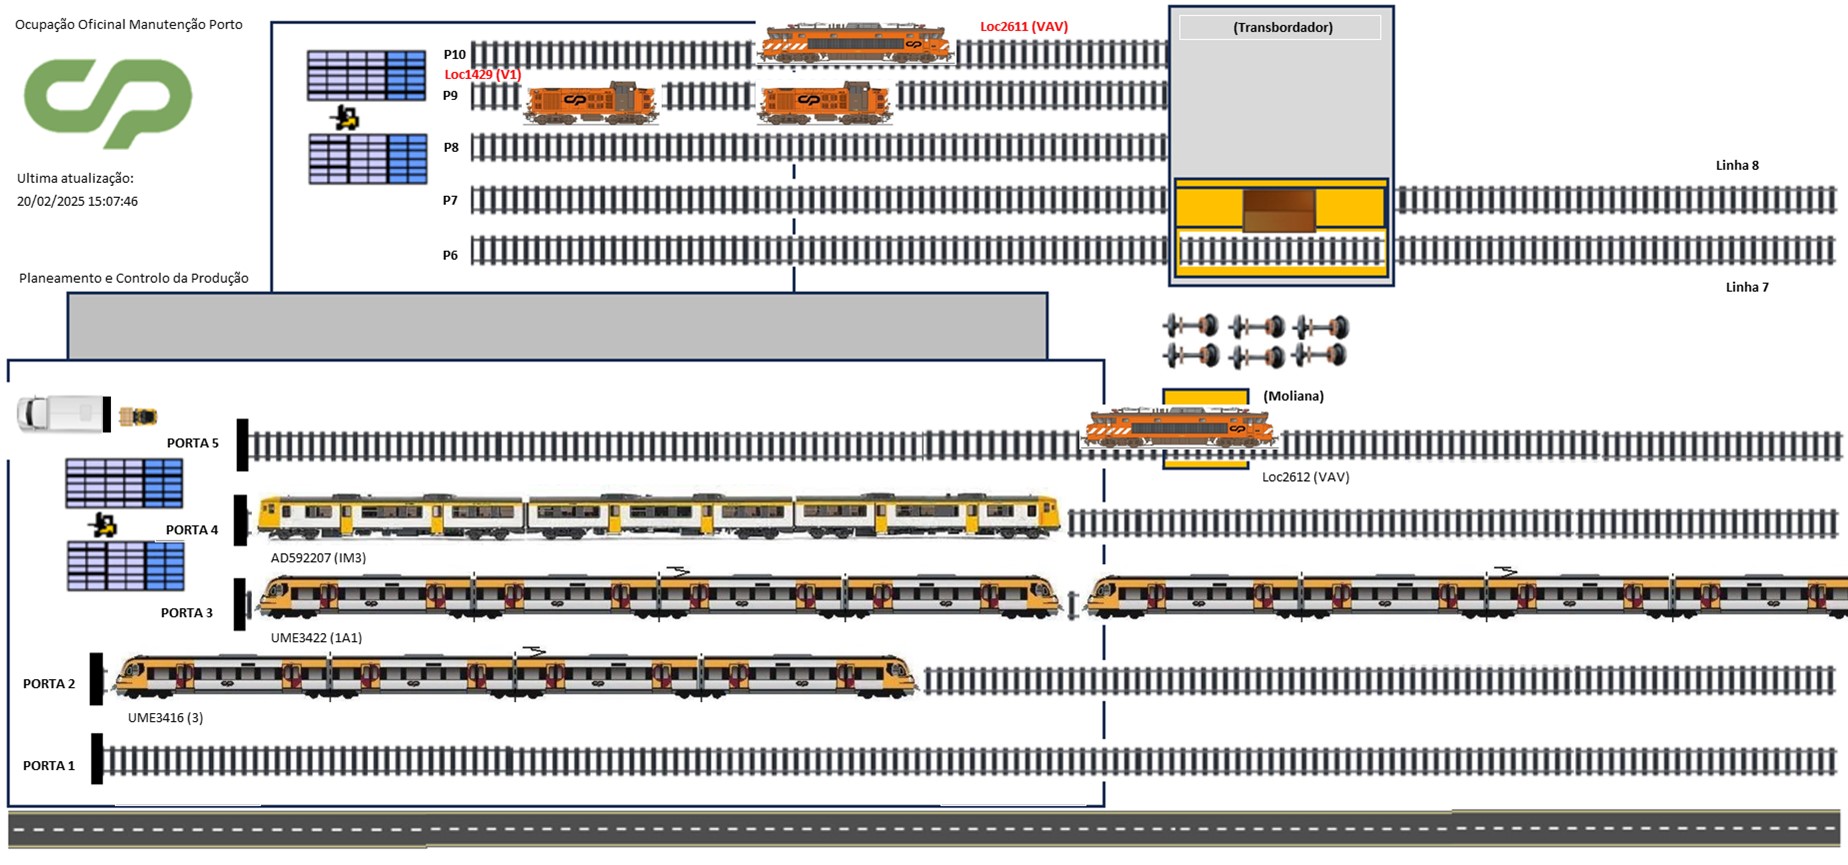 Ocupação Oficinal Manutenção Porto
Loc2611 (VAV)
(Transbordador)
P10
Loc1429 (V1)
P9
P8
Linha 8
Ultima atualização:
20/02/2025 15:07:46
P7
P6
Planeamento e Controlo da Produção
Linha 7
(Moliana)
PORTA 5
Loc2612 (VAV)
PORTA 4
AD592207 (IM3)
PORTA 3
UME3422 (1A1)
PORTA 2
UME3416 (3)
PORTA 1